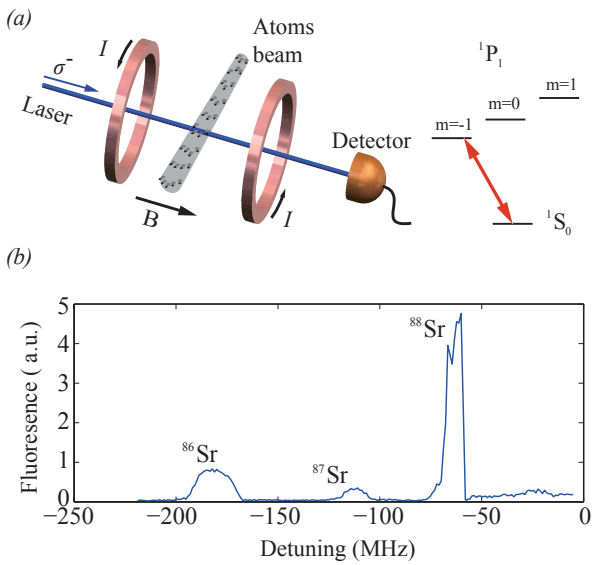 (a)
I
σ⁻
Laser
Atoms
beam
Detector
B
I
¹P₁
m=-1
m=0
m=1
¹S₀
(b)
Fluoresence ( a.u.)
5
4
3
2
1
0
⁸⁶Sr
⁸⁷Sr
⁸⁸Sr
−250
−200
−150
−100
−50
0
Detuning (MHz)